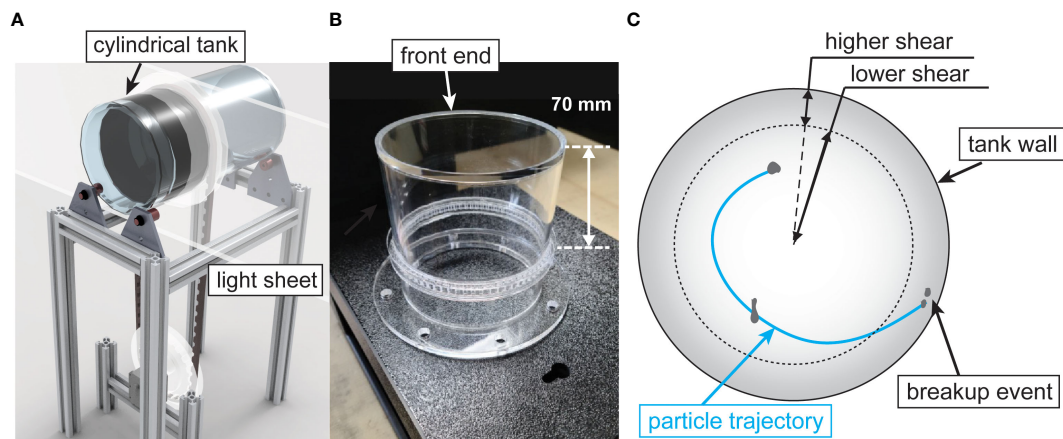 A
cylindrical tank
light sheet
B
front end
70 mm
C
higher shear
lower shear
tank wall
breakup event
particle trajectory